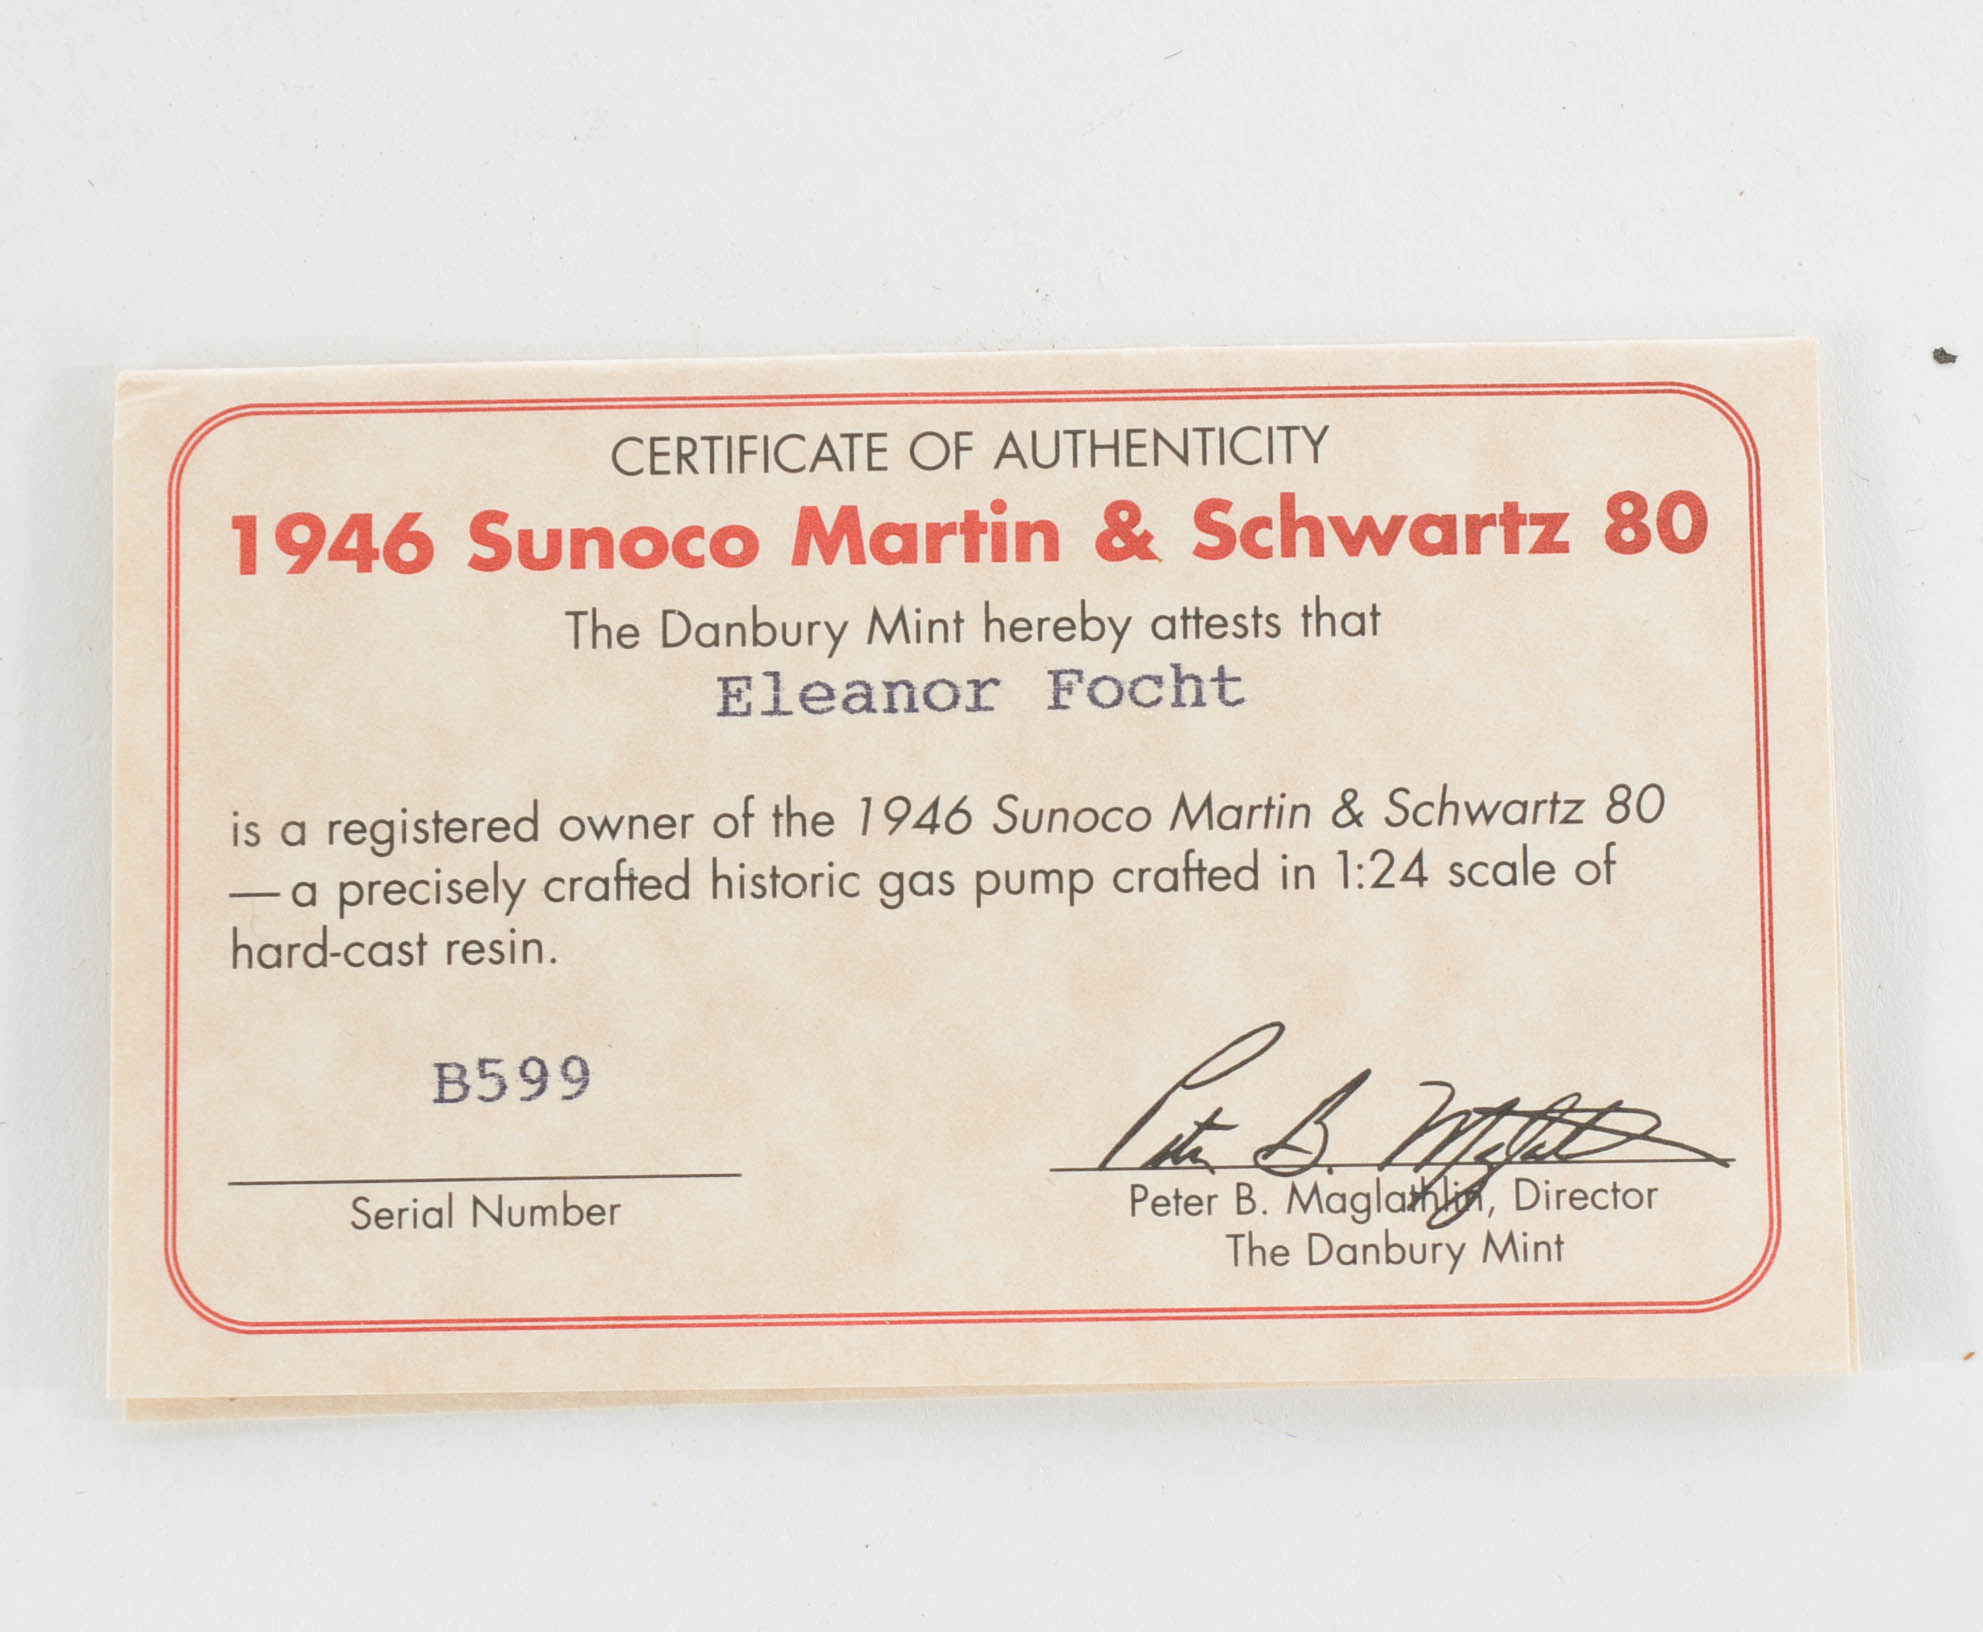 CERTIFICATE OF AUTHENTICITY
1946 Sunoco Martin & Schwartz 80
The Danbury Mint hereby attests that
Eleanor Focht
is a registered owner of the 1946 Sunoco Martin & Schwartz 80
—a precisely crafted historic gas pump crafted in 1:24 scale of
hard-cast resin.
B599
Serial Number
Peter B. Maglathlin
Peter B. Maglathlin, Director
The Danbury Mint